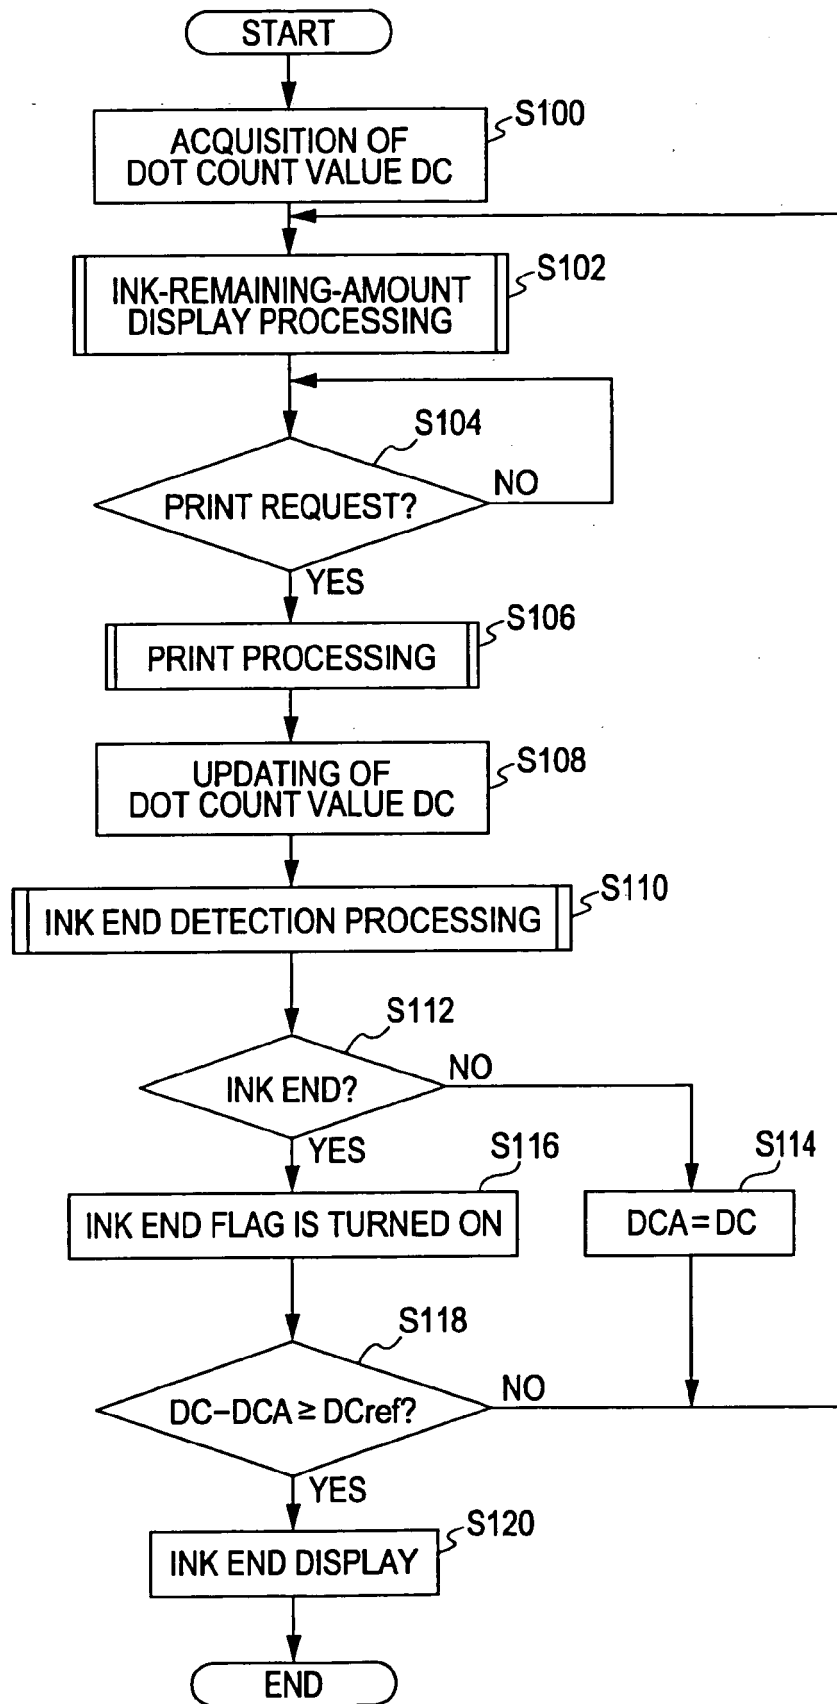 START
S100
ACQUISITION OF
DOT COUNT VALUE DC
S102
INK-REMAINING-AMOUNT
DISPLAY PROCESSING
S104
PRINT REQUEST?
NO
YES
S106
PRINT PROCESSING
S108
UPDATING OF
DOT COUNT VALUE DC
S110
INK END DETECTION PROCESSING
S112
INK END?
NO
YES
S116
INK END FLAG IS TURNED ON
S114
DCA=DC
S118
DC-DCA ≥ DCref?
NO
YES
S120
INK END DISPLAY
END